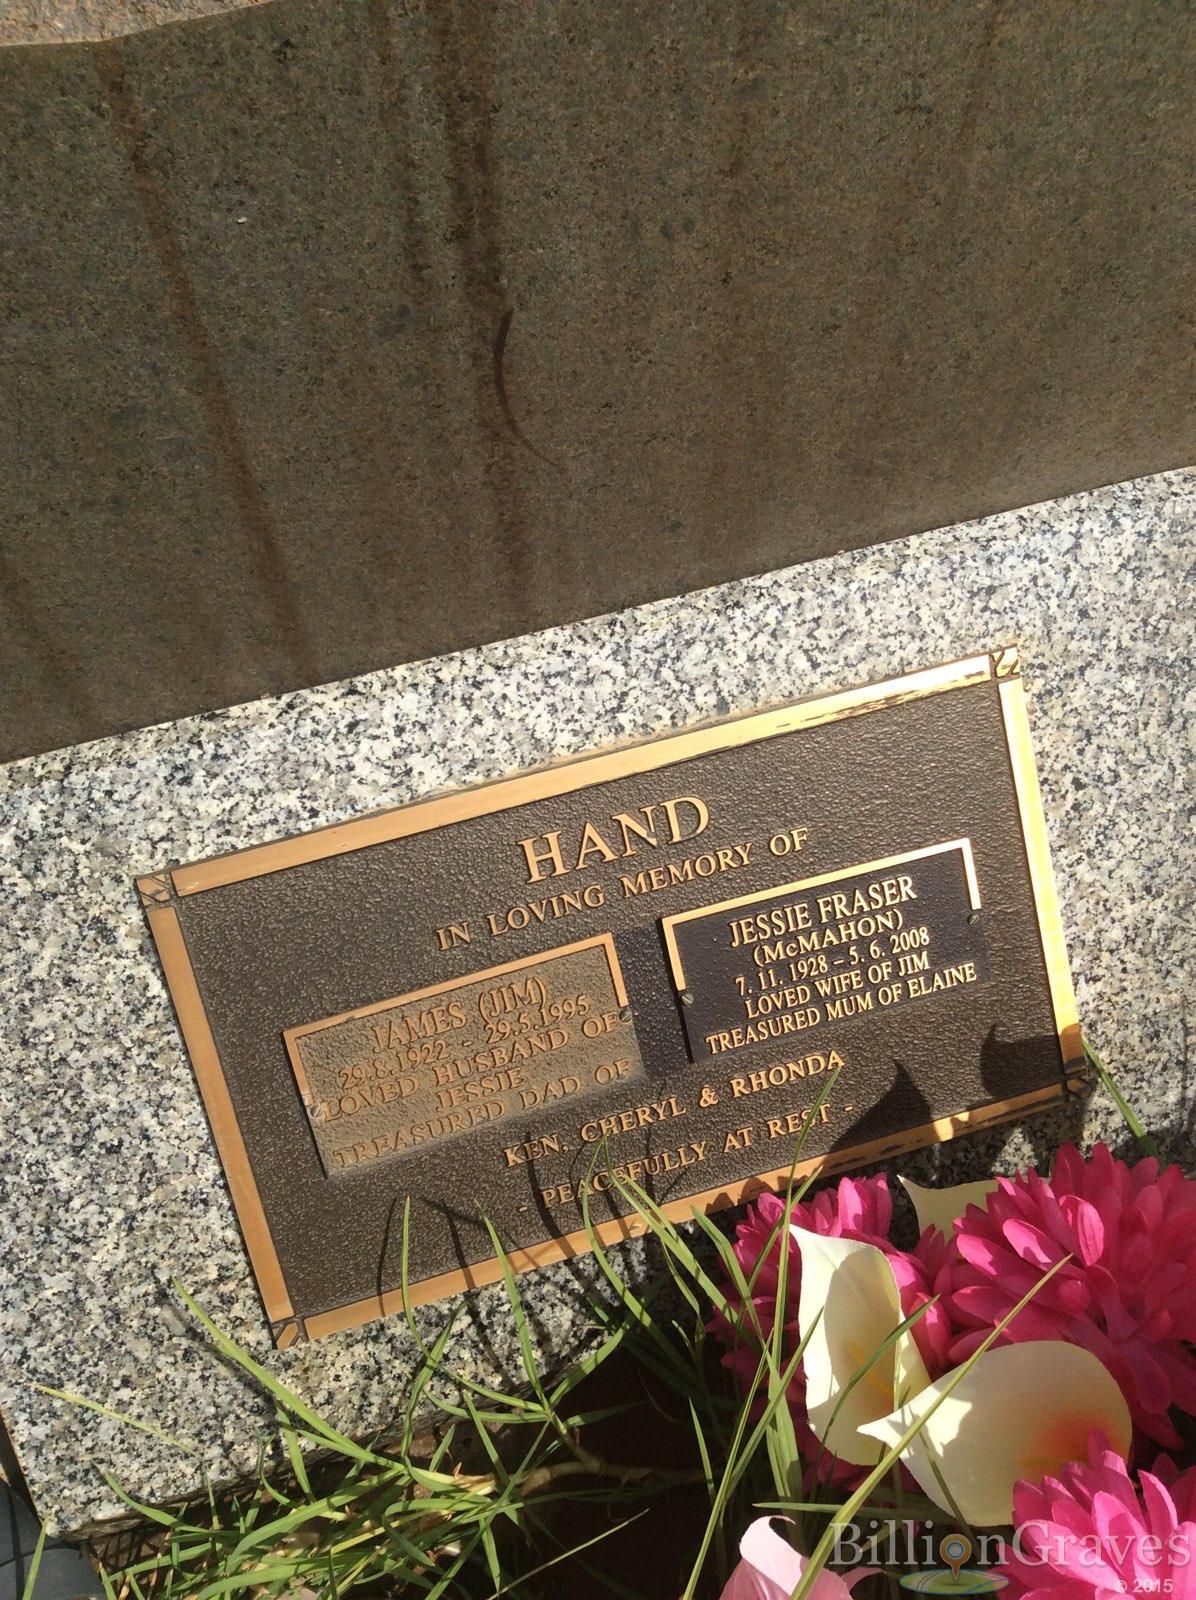 HAND
IN LOVING MEMORY OF
JAMES (JIM)
29.8.1922 - 29.5.1995
LOVED HUSBAND OF
JESSIE
TREASURED DAD OF
JESSIE FRASER
(McMAHON)
7. 11. 1928 - 5. 6. 2008
LOVED WIFE OF JIM
TREASURED MUM OF ELAINE
KEN, CHERYL & RHONDA
- PEACEFULLY AT REST -
BillionGraves
© 2015